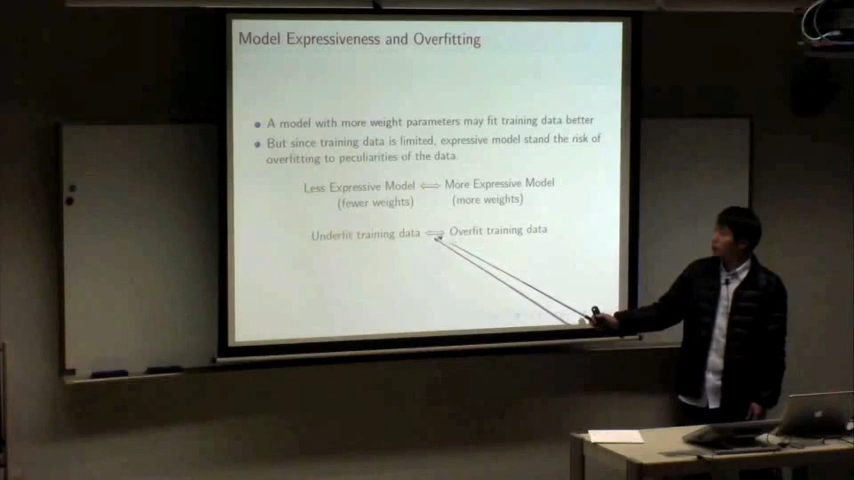 Model Expressiveness and Overfitting
A model with more weight parameters may fit training data better
But since training data is limited, expressive model stand the risk of
overfitting to peculiarities of the data.
Less Expressive Model ⟺ More Expressive Model
(fewer weights) (more weights)
Underfit training data ⟺ Overfit training data